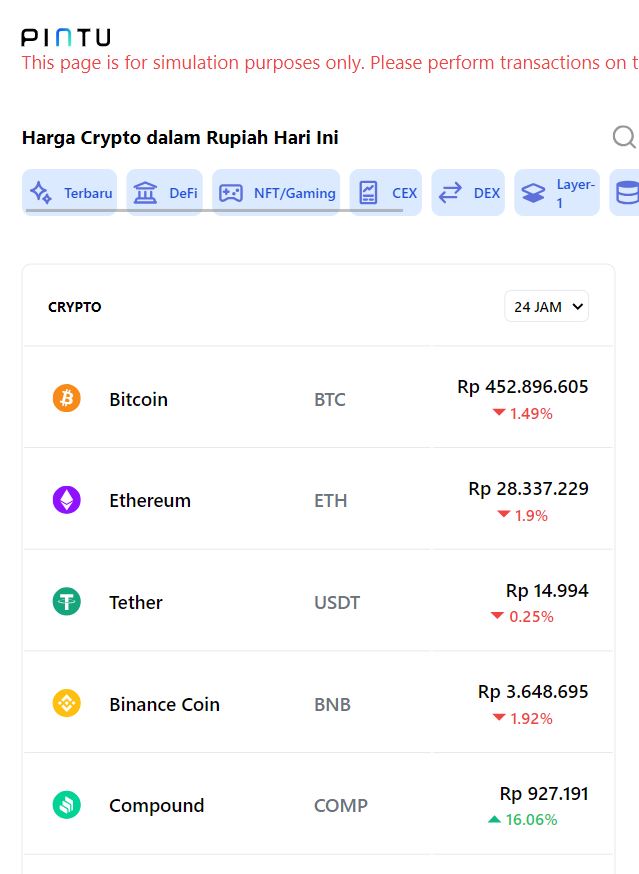 PINTU
This page is for simulation purposes only. Please perform transactions on t
Harga Crypto dalam Rupiah Hari Ini
Terbaru
DeFi
NFT/Gaming
CEX
DEX
Layer-
1
CRYPTO
24 JAM
Bitcoin BTC Rp 452.896.605
1.49%
Ethereum ETH Rp 28.337.229
1.9%
Tether USDT Rp 14.994
0.25%
Binance Coin BNB Rp 3.648.695
1.92%
Compound COMP Rp 927.191
16.06%